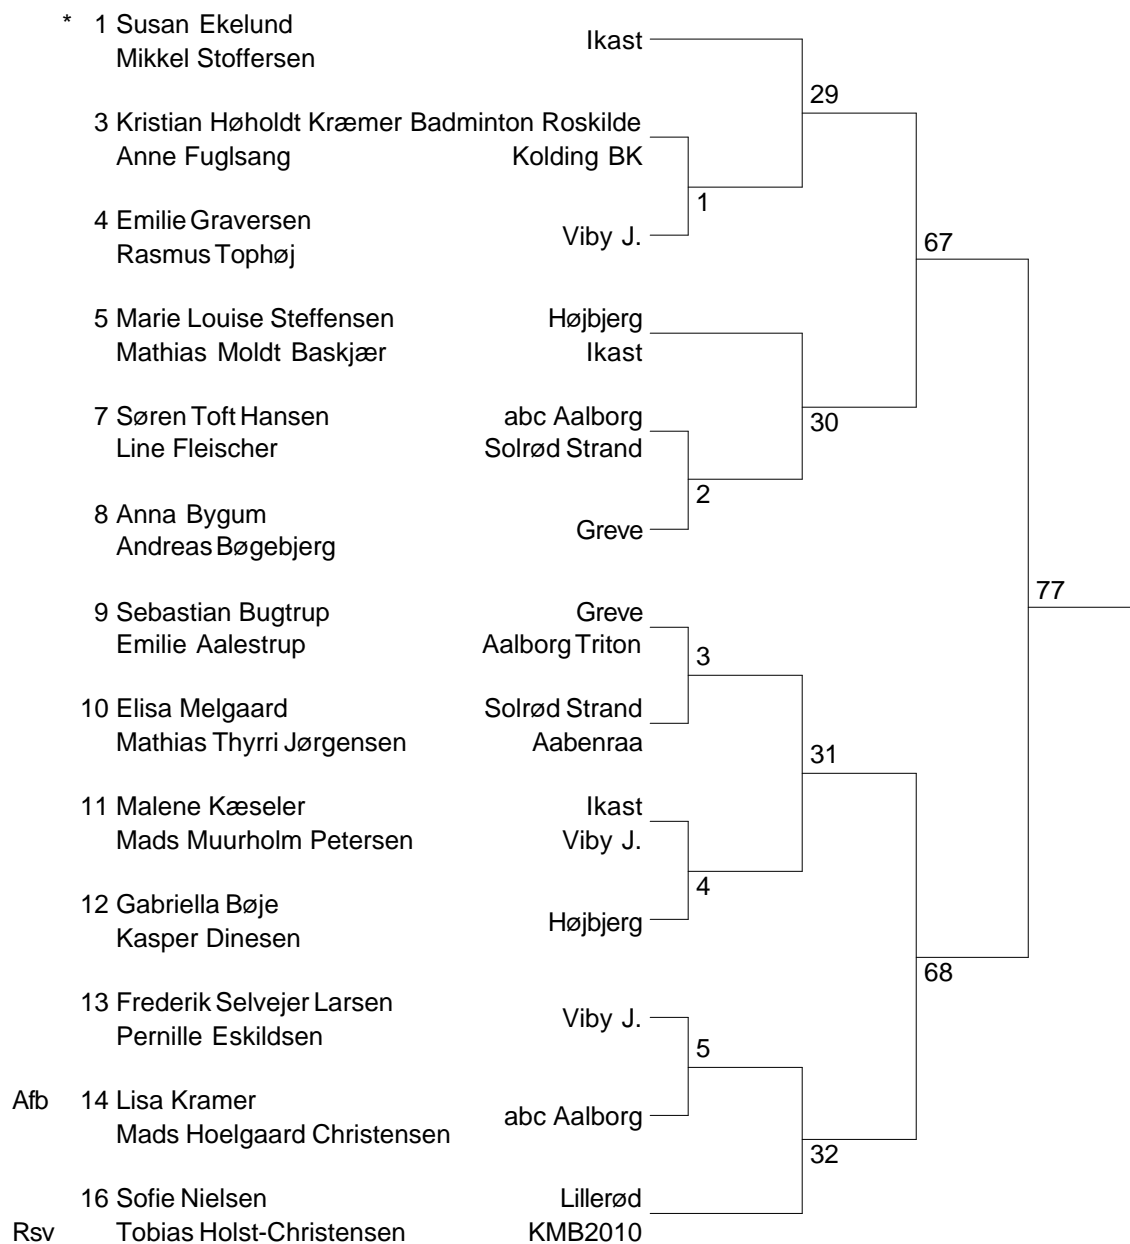 * 1 Susan Ekelund Ikast
Mikkel Stoffersen
29
3 Kristian Høholdt Kræmer Badminton Roskilde
Anne Fuglsang Kolding BK
1
4 Emilie Graversen Viby J.
Rasmus Tophøj
67
5 Marie Louise Steffensen Højbjerg
Mathias Moldt Baskjær Ikast
7 Søren Toft Hansen abc Aalborg
30
Line Fleischer Solrød Strand
2
8 Anna Bygum Greve
Andreas Bøgebjerg
77
9 Sebastian Bugtrup Greve
Emilie Aalestrup Aalborg Triton
3
10 Elisa Melgaard Solrød Strand
Mathias Thyrri Jørgensen Aabenraa
31
11 Malene Kæseler Ikast
Mads Muurholm Petersen Viby J.
4
12 Gabriella Bøje Højbjerg
Kasper Dinesen
68
13 Frederik Selvejer Larsen Viby J.
Pernille Eskildsen
5
Afb 14 Lisa Kramer abc Aalborg
Mads Hoelgaard Christensen
32
16 Sofie Nielsen Lillerød
Rsv Tobias Holst-Christensen KMB2010